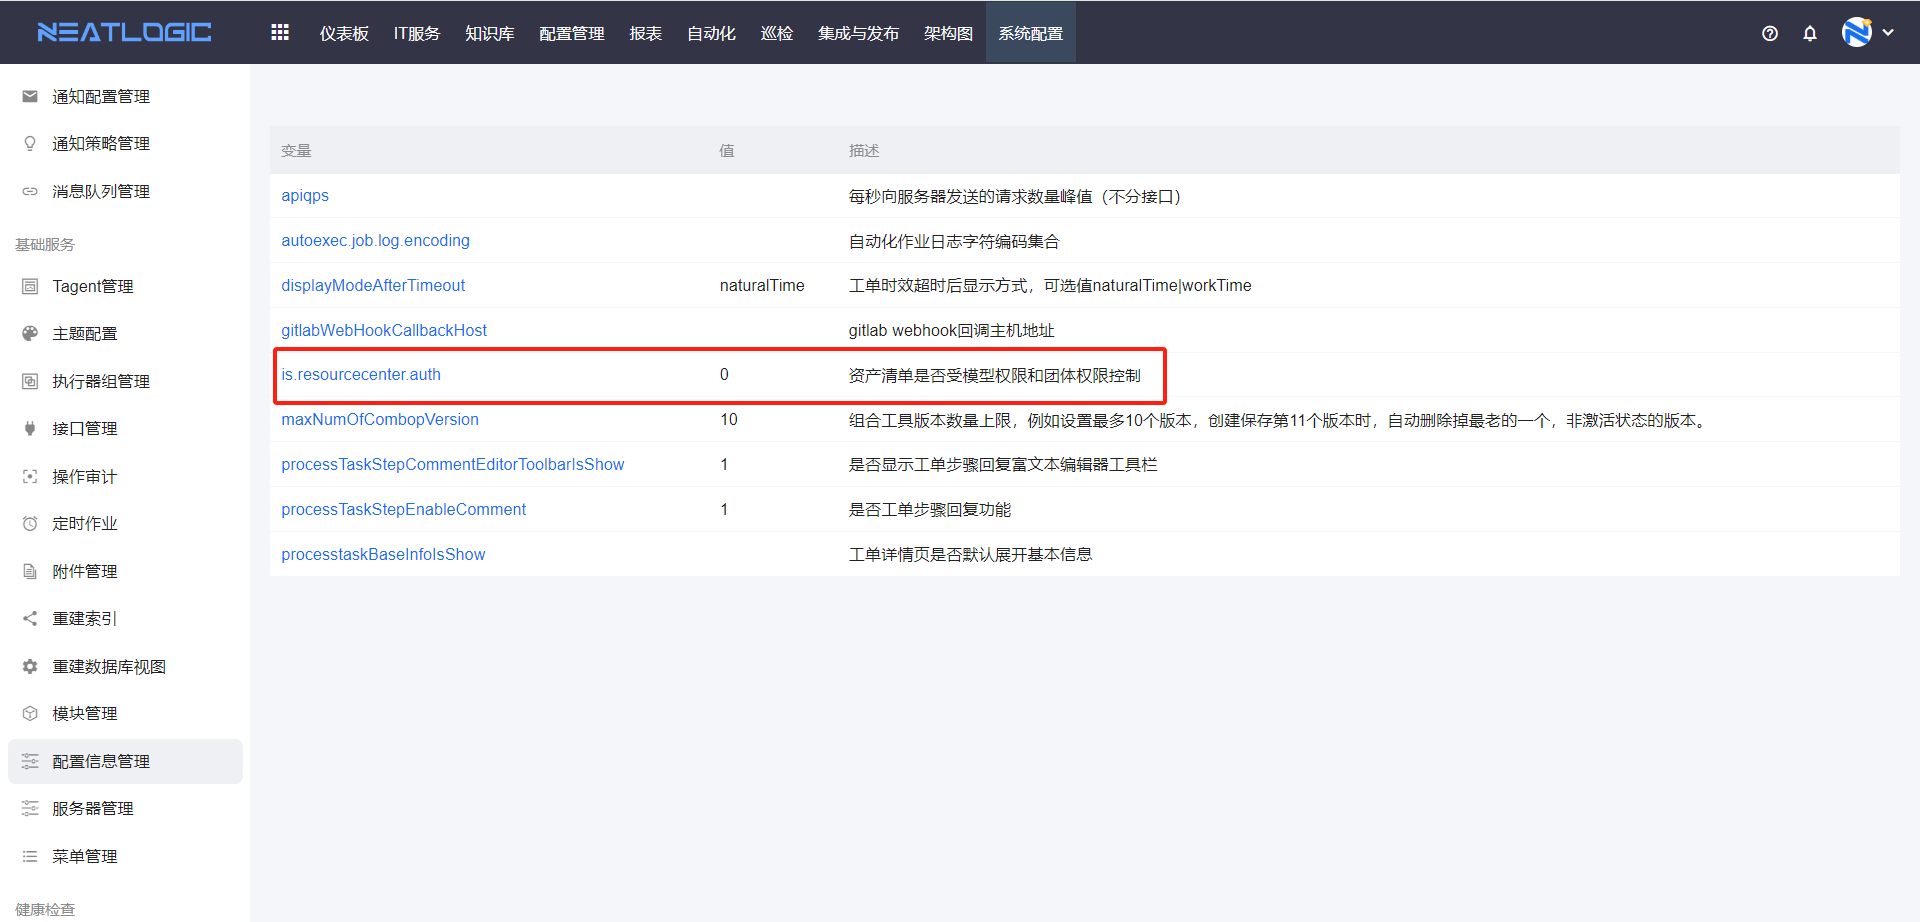 NEATLOGIC
仪表板 IT服务 知识库 配置管理 报表 自动化 巡检 集成与发布 架构图 系统配置
通知配置管理
通知策略管理
消息队列管理
基础服务
Tagent管理
主题配置
执行器组管理
接口管理
操作审计
定时作业
附件管理
重建索引
重建数据库视图
模块管理
配置信息管理
服务器管理
菜单管理
健康检查
变量 值 描述
apiqps 每秒向服务器发送的请求数量峰值（不分接口）
autoexec.job.log.encoding 自动化作业日志字符编码集合
displayModeAfterTimeout naturalTime 工单时效超时后显示方式，可选值naturalTime|workTime
gitlabWebHookCallbackHost gitlab webhook回调主机地址
is.resourcecenter.auth 0 资产清单是否受模型权限和团体权限控制
maxNumOfCombopVersion 10 组合工具版本数量上限，例如设置最多10个版本，创建保存第11个版本时，自动删除掉最老的一个，非激活状态的版本。
processTaskStepCommentEditorToolbarIsShow 1 是否显示工单步骤回复富文本编辑器工具栏
processTaskStepEnableComment 1 是否工单步骤回复功能
processtaskBaseInfoIsShow 工单详情页是否默认展开基本信息